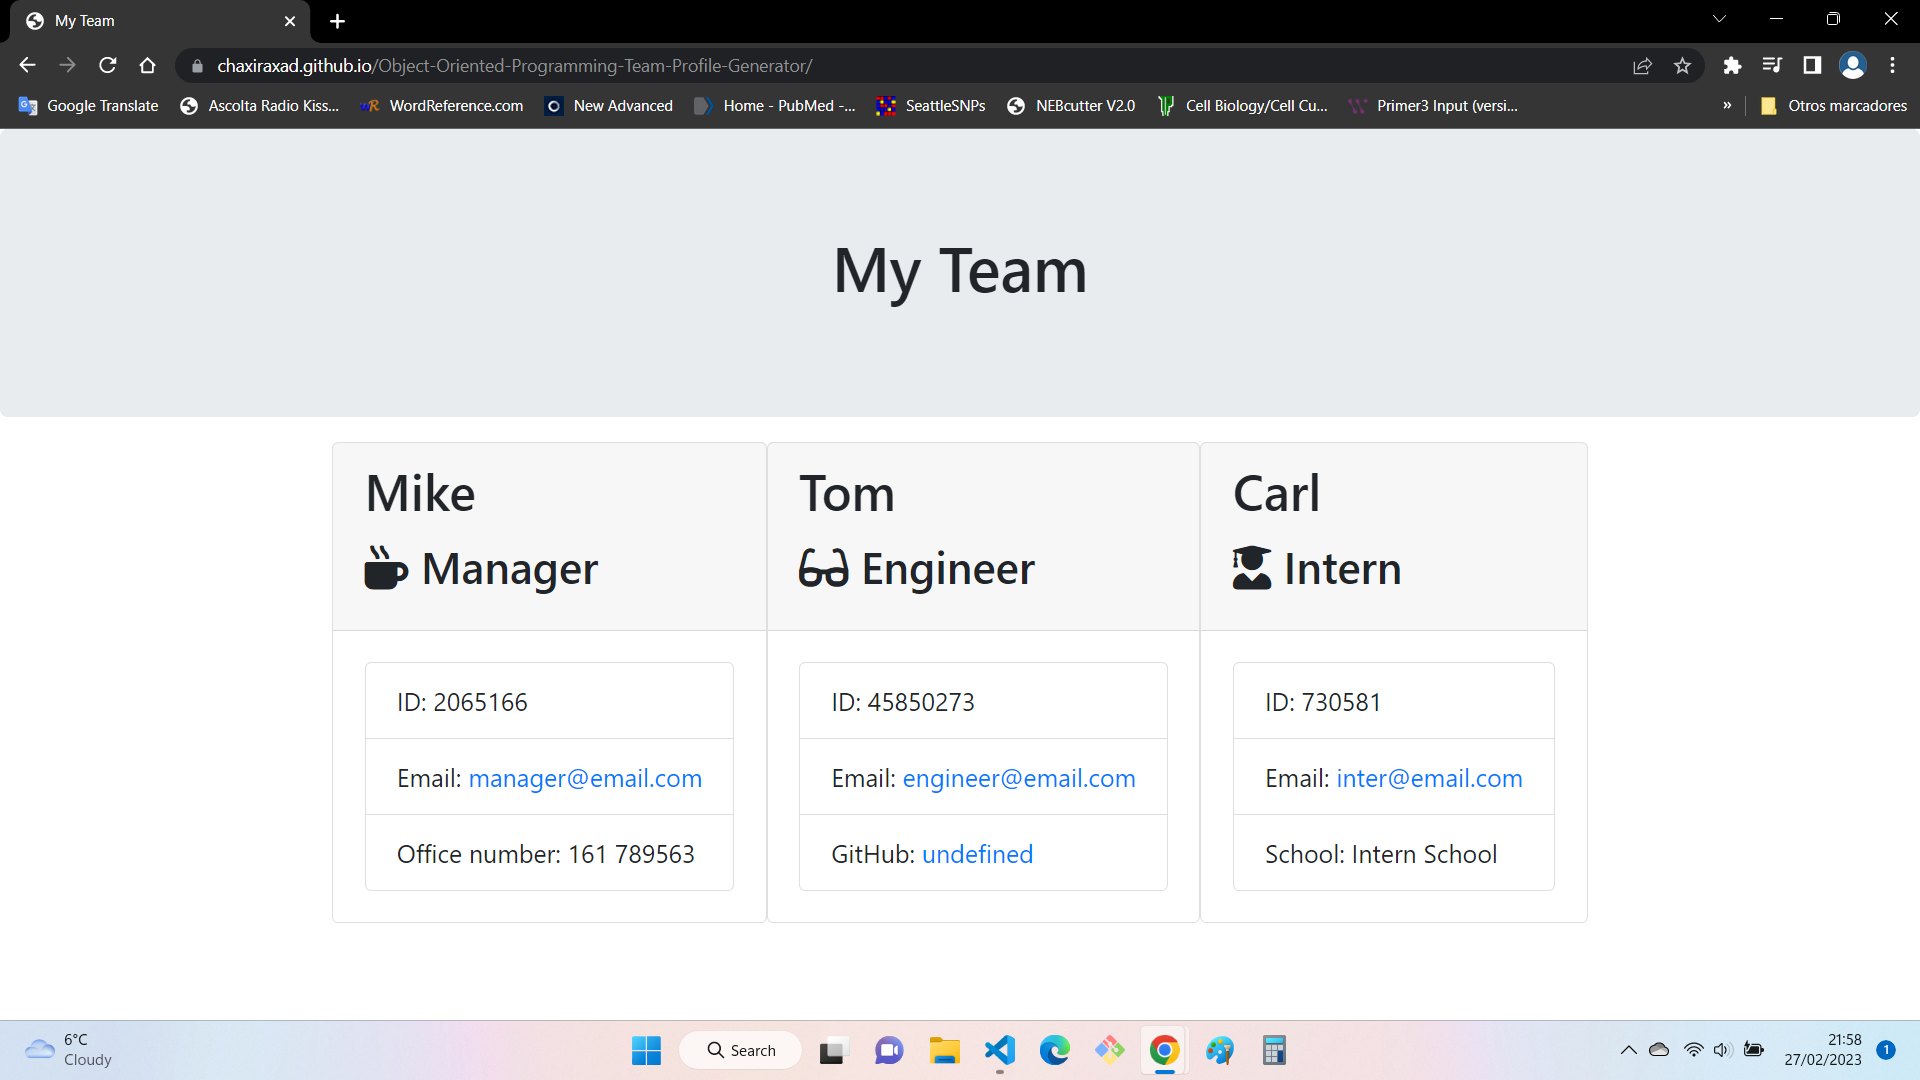 My Team
chaxiraxad.github.io/Object-Oriented-Programming-Team-Profile-Generator/
Google Translate Ascolta Radio Kiss... WordReference.com New Advanced Home - PubMed -... SeattleSNPs NEBcutter V2.0 Cell Biology/Cell Cu... Primer3 Input (versi... » Otros marcadores
My Team
Mike
Manager
ID: 2065166
Email: manager@email.com
Office number: 161 789563
Tom
Engineer
ID: 45850273
Email: engineer@email.com
GitHub: undefined
Carl
Intern
ID: 730581
Email: inter@email.com
School: Intern School
6°C
Cloudy
Search
21:58
27/02/2023
1